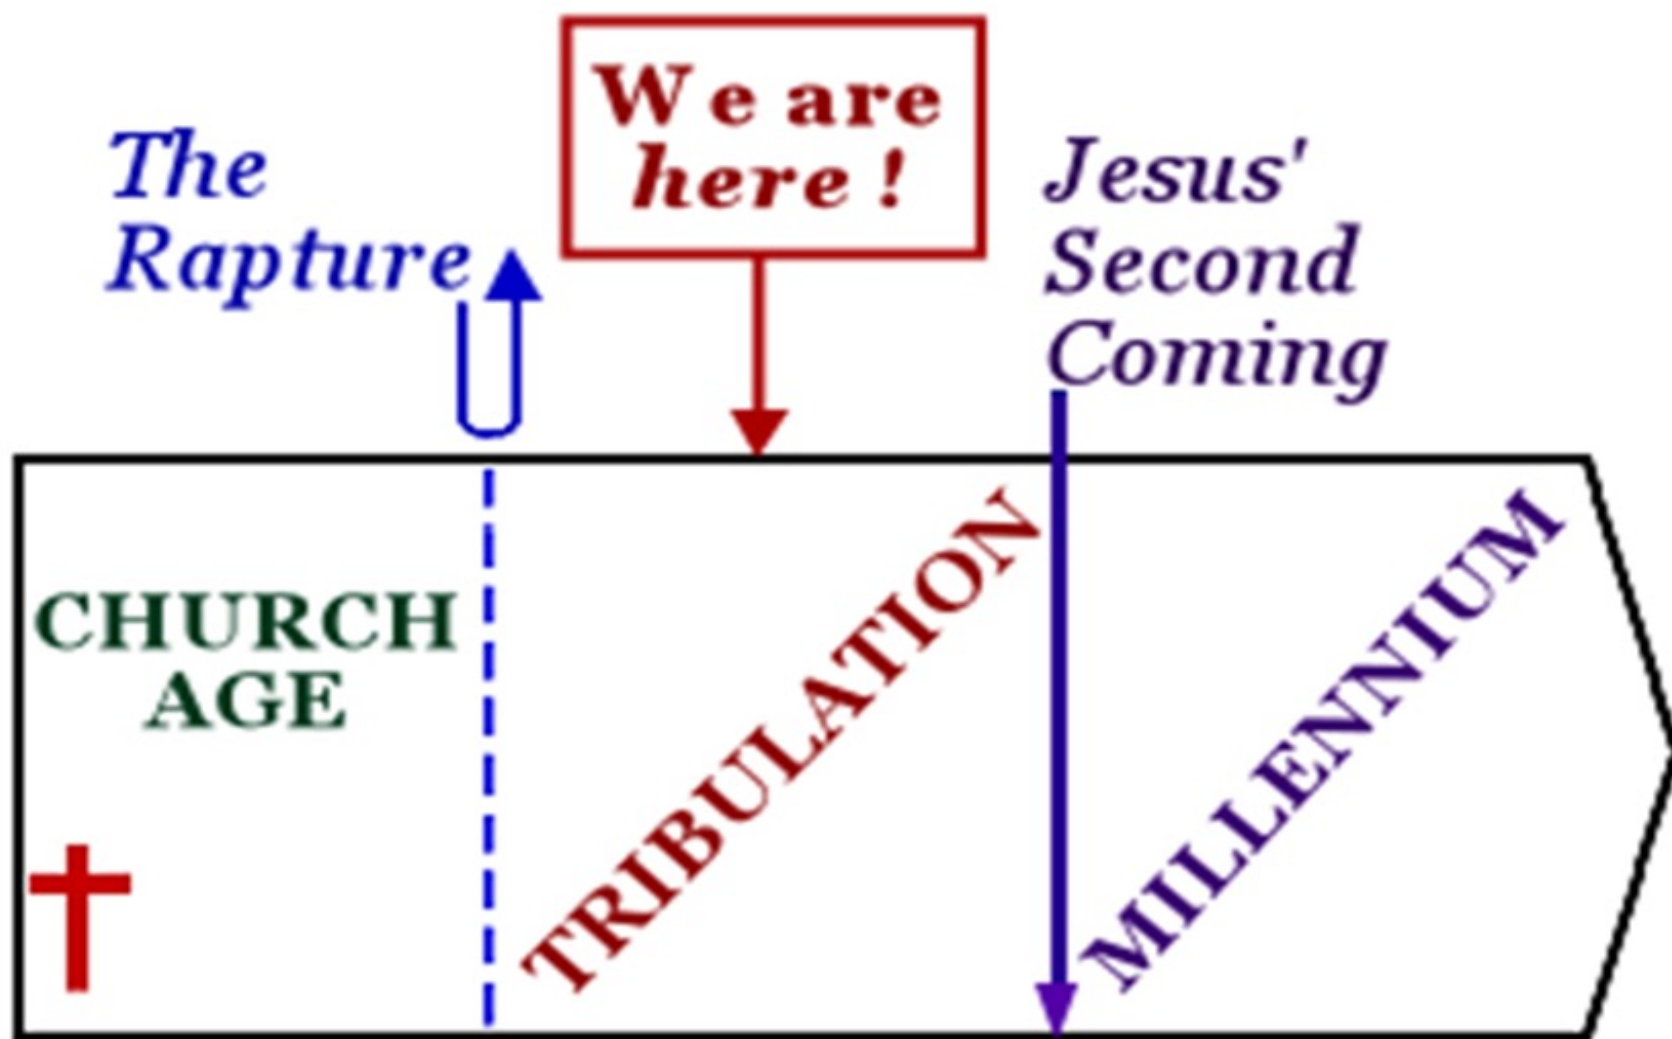 We are
here !
The
Rapture
Jesus'
Second
Coming
CHURCH
AGE
TRIBULATION
MILLENNIUM